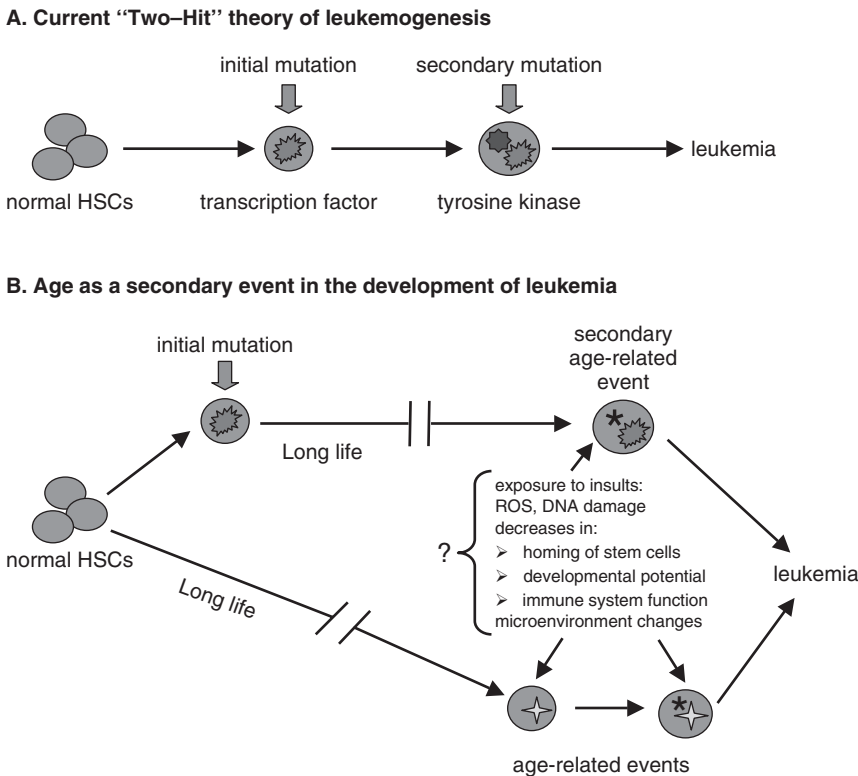 A. Current “Two–Hit” theory of leukemogenesis
initial mutation
secondary mutation
leukemia
normal HSCs
transcription factor
tyrosine kinase
B. Age as a secondary event in the development of leukemia
initial mutation
secondary
age-related
event
Long life
exposure to insults:
ROS, DNA damage
decreases in:
➢ homing of stem cells
➢ developmental potential
➢ immune system function
microenvironment changes
?
*
normal HSCs
Long life
leukemia
*
age-related events